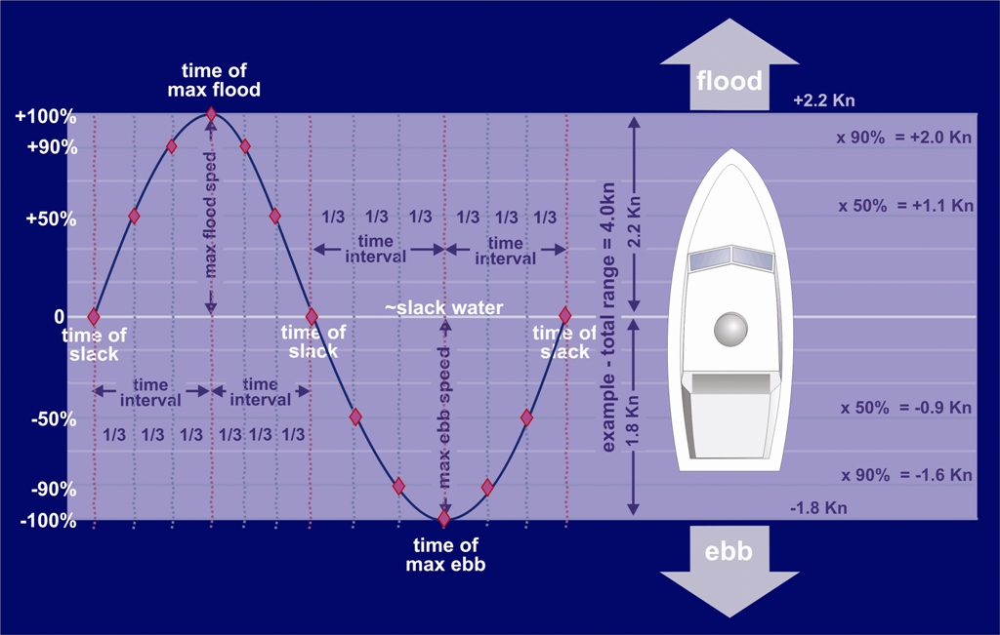 time of
max flood
flood
+2.2 Kn
+100%
+90%
x 90% = +2.0 Kn
+50%
x 50% = +1.1 Kn
max flood sped
1/3 1/3 1/3 1/3 1/3 1/3
time
interval
time
interval
2.2 Kn
example - total range = 4.0kn
0
~slack water
time of
slack
time of
slack
time of
slack
time
interval
time
interval
1/3 1/3 1/3 1/3 1/3 1/3
max ebb speed
1.8 Kn
-50%
x 50% = -0.9 Kn
-90%
x 90% = -1.6 Kn
-100%
-1.8 Kn
time of
max ebb
ebb